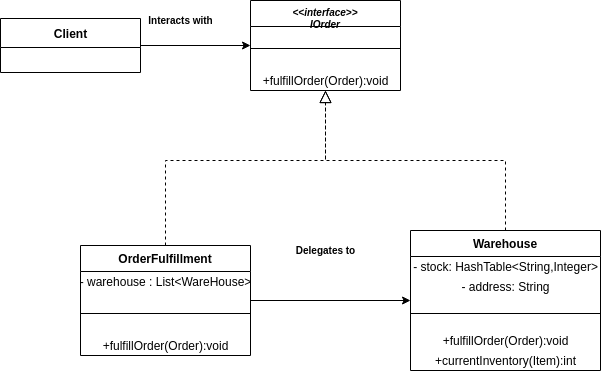 Client
Interacts with
<<interface>>
IOrder
+fulfillOrder(Order):void
OrderFulfillment
- warehouse : List<WareHouse>
+fulfillOrder(Order):void
Delegates to
Warehouse
- stock: HashTable<String,Integer>
- address: String
+fulfillOrder(Order):void
+currentInventory(Item):int